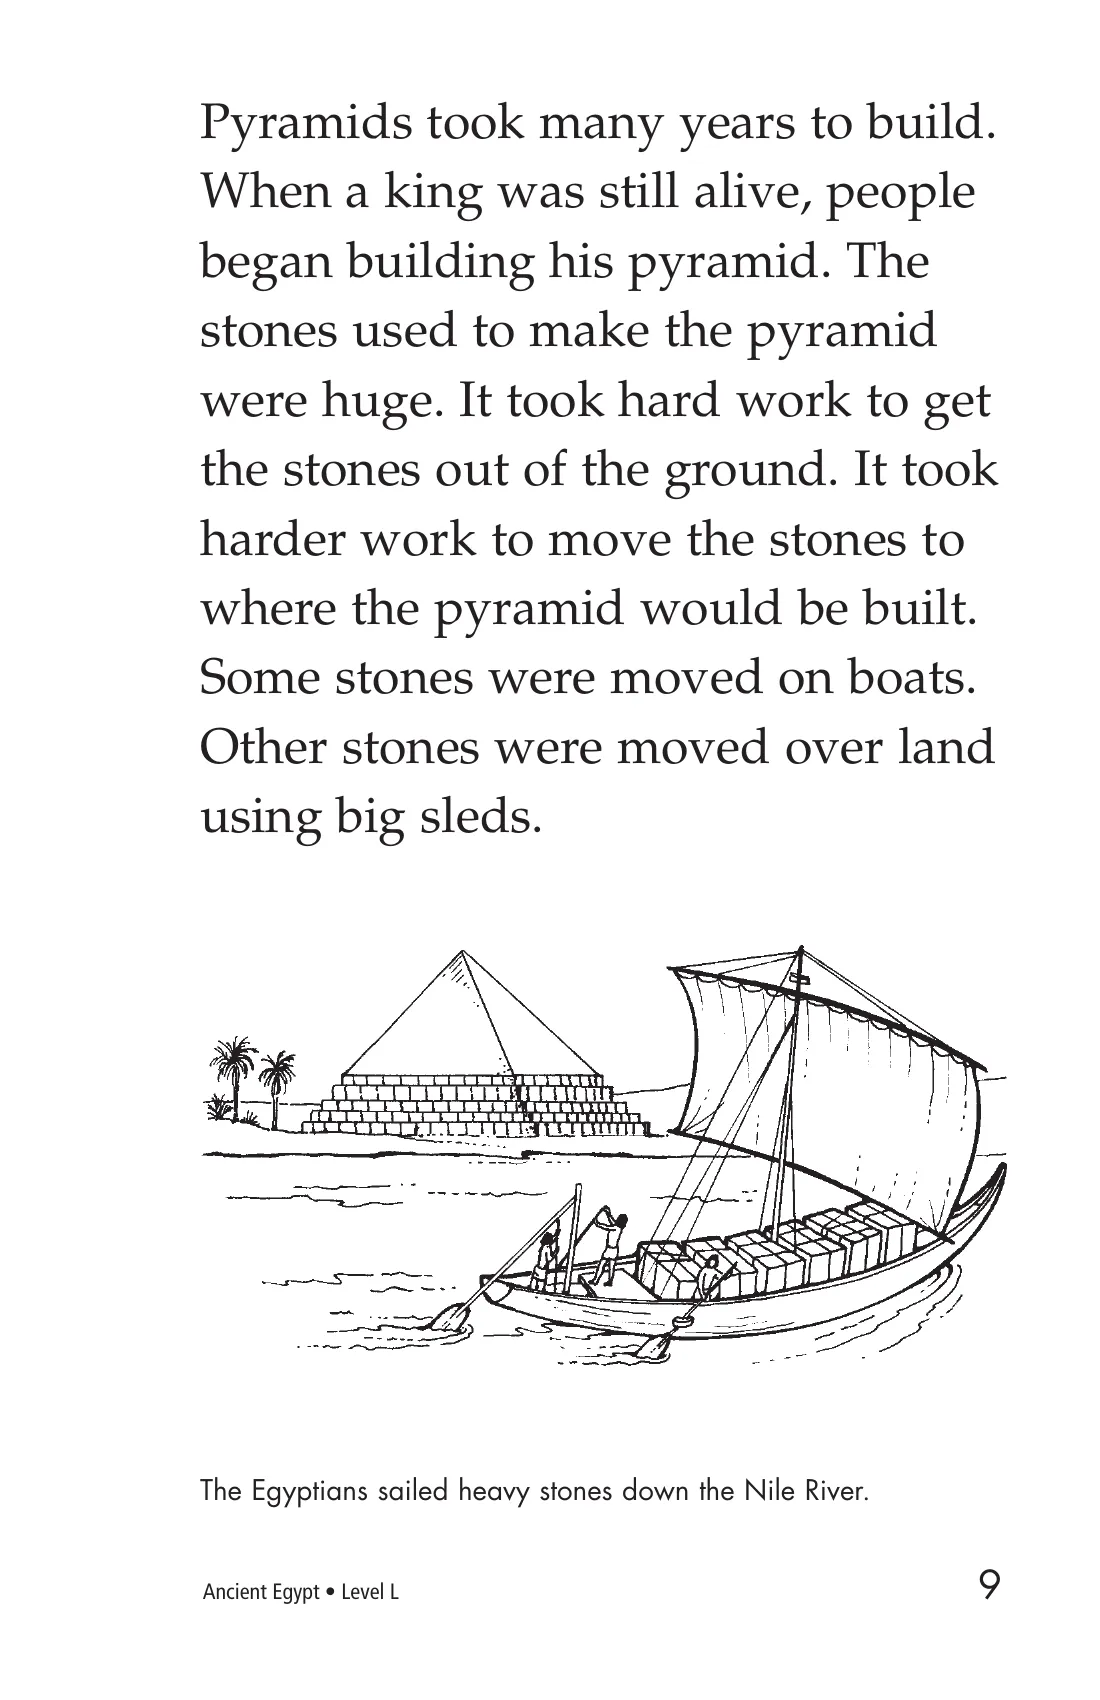 Pyramids took many years to build.
When a king was still alive, people
began building his pyramid. The
stones used to make the pyramid
were huge. It took hard work to get
the stones out of the ground. It took
harder work to move the stones to
where the pyramid would be built.
Some stones were moved on boats.
Other stones were moved over land
using big sleds.
The Egyptians sailed heavy stones down the Nile River.
Ancient Egypt • Level L
9